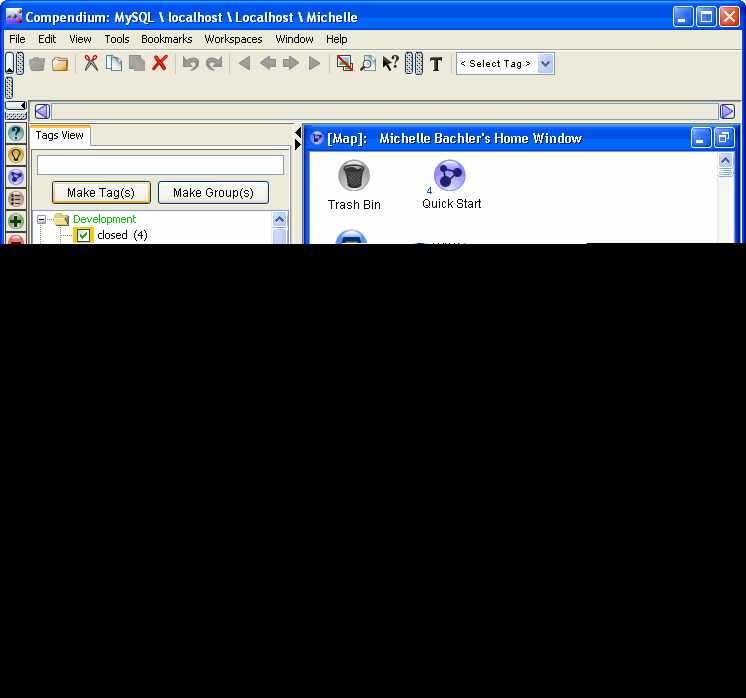 Compendium: MySQL \ localhost \ Localhost \ Michelle
File Edit View Tools Bookmarks Workspaces Window Help
T < Select Tag >
Tags View
Make Tag(s) Make Group(s)
Development
closed (4)
[Map]: Michelle Bachler's Home Window
Trash Bin
4
Quick Start